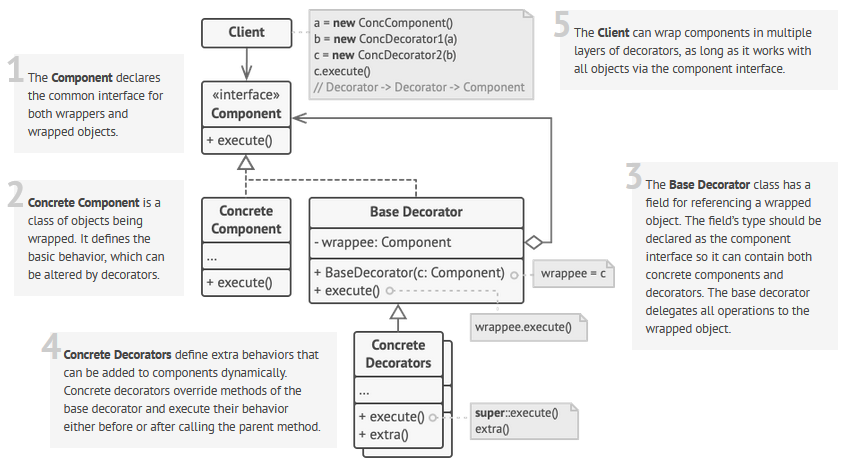 Client
a = new ConcComponent()
b = new ConcDecorator1(a)
c = new ConcDecorator2(b)
c.execute()
// Decorator -> Decorator -> Component
5
The Client can wrap components in multiple
layers of decorators, as long as it works with
all objects via the component interface.
1
The Component declares
the common interface for
both wrappers and
wrapped objects.
«interface»
Component
+ execute()
2
Concrete Component is a
class of objects being
wrapped. It defines the
basic behavior, which can
be altered by decorators.
Concrete
Component
...
+ execute()
Base Decorator
- wrappee: Component
+ BaseDecorator(c: Component)
+ execute()
wrappee = c
wrappee.execute()
3
The Base Decorator class has a
field for referencing a wrapped
object. The field's type should be
declared as the component
interface so it can contain both
concrete components and
decorators. The base decorator
delegates all operations to the
wrapped object.
4
Concrete Decorators define extra behaviors that
can be added to components dynamically.
Concrete decorators override methods of the
base decorator and execute their behavior
either before or after calling the parent method.
Concrete
Decorators
...
+ execute()
+ extra()
super::execute()
extra()